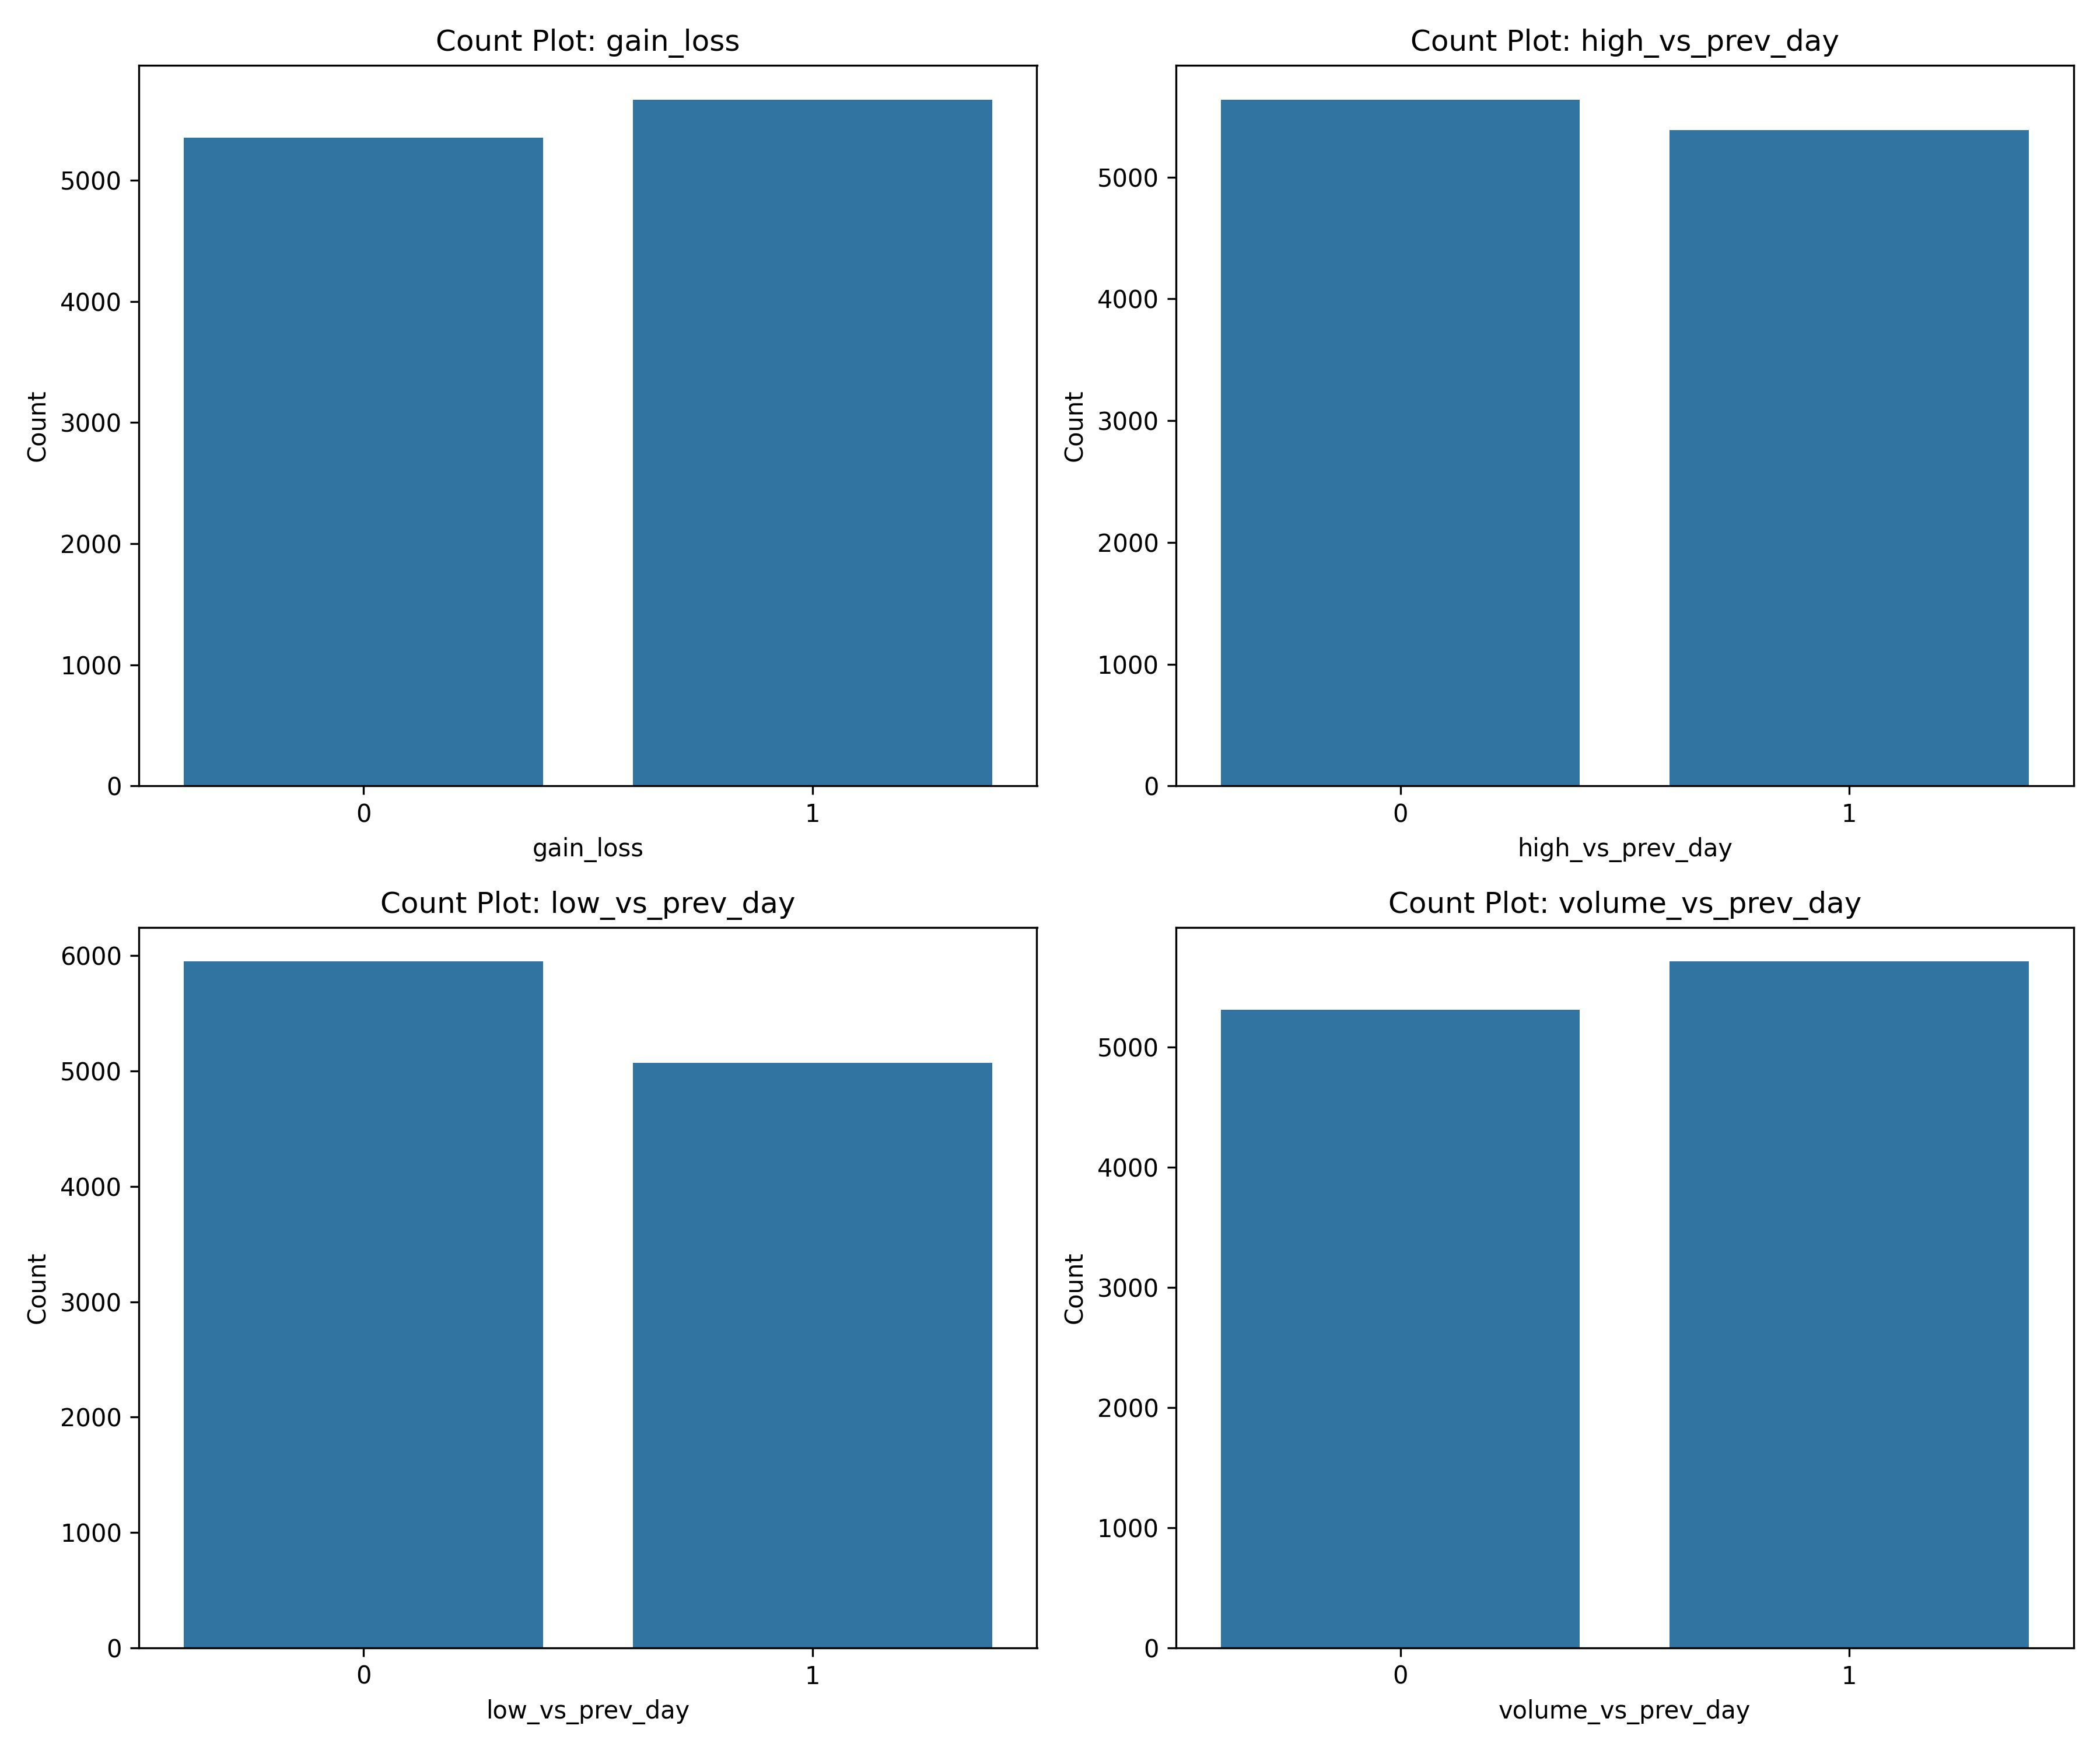 Count Plot: gain_loss
Count
5000
4000
3000
2000
1000
0
0 1
gain_loss
Count Plot: high_vs_prev_day
Count
5000
4000
3000
2000
1000
0
0 1
high_vs_prev_day
Count Plot: low_vs_prev_day
Count
6000
5000
4000
3000
2000
1000
0
0 1
low_vs_prev_day
Count Plot: volume_vs_prev_day
Count
5000
4000
3000
2000
1000
0
0 1
volume_vs_prev_day